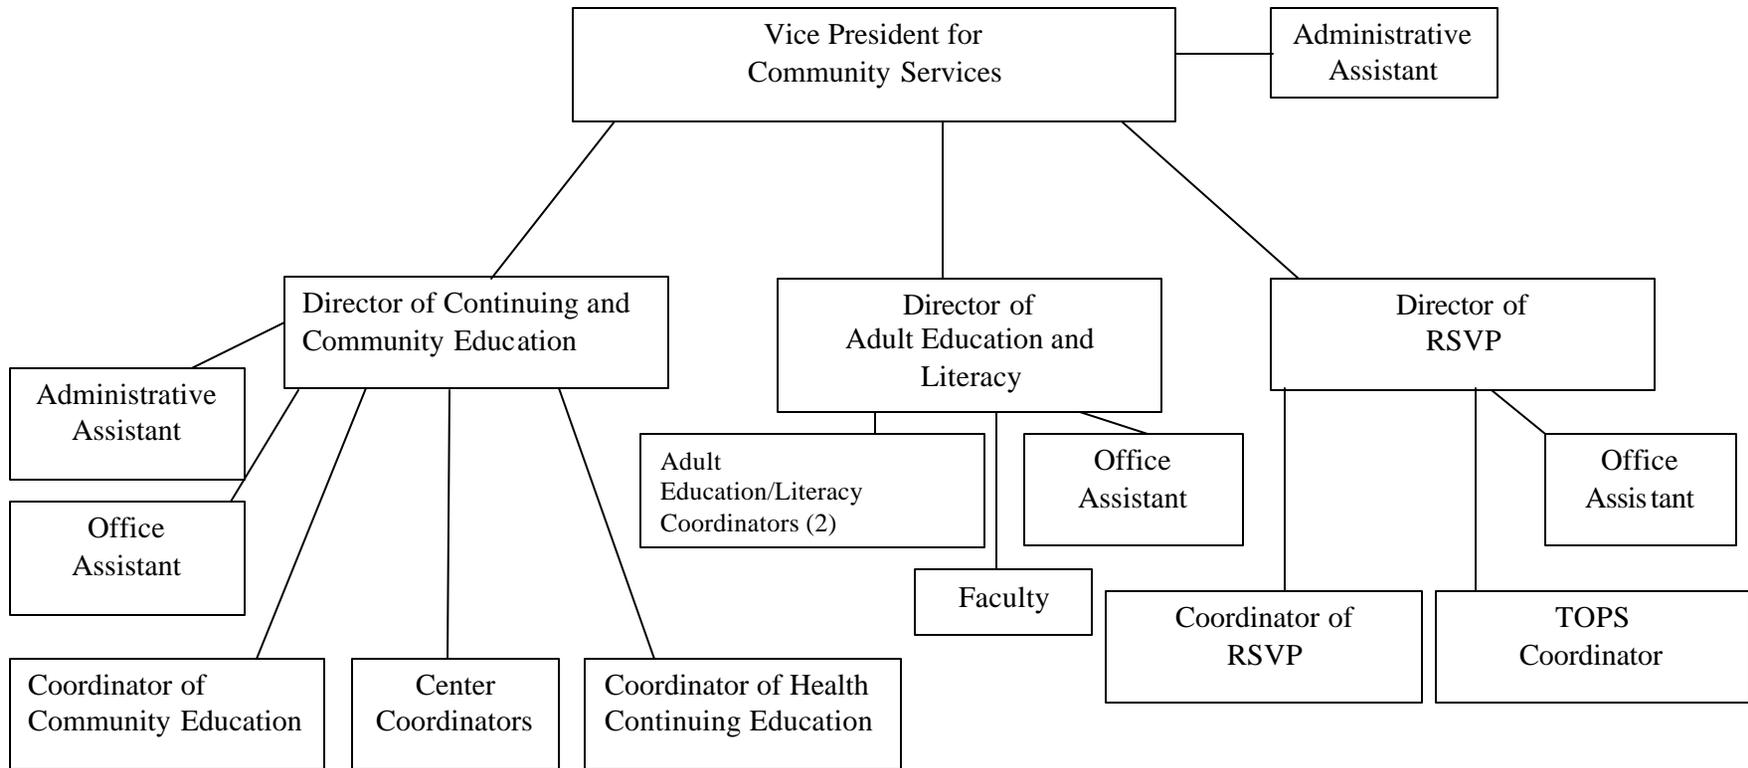 Vice President for
Community Services
Administrative
Assistant
Director of Continuing and
Community Education
Director of
Adult Education and
Literacy
Director of
RSVP
Administrative
Assistant
Office
Assistant
Adult
Education/Literacy
Coordinators (2)
Office
Assistant
Office
Assistant
Faculty
Coordinator of
RSVP
TOPS
Coordinator
Coordinator of
Community Education
Center
Coordinators
Coordinator of Health
Continuing Education